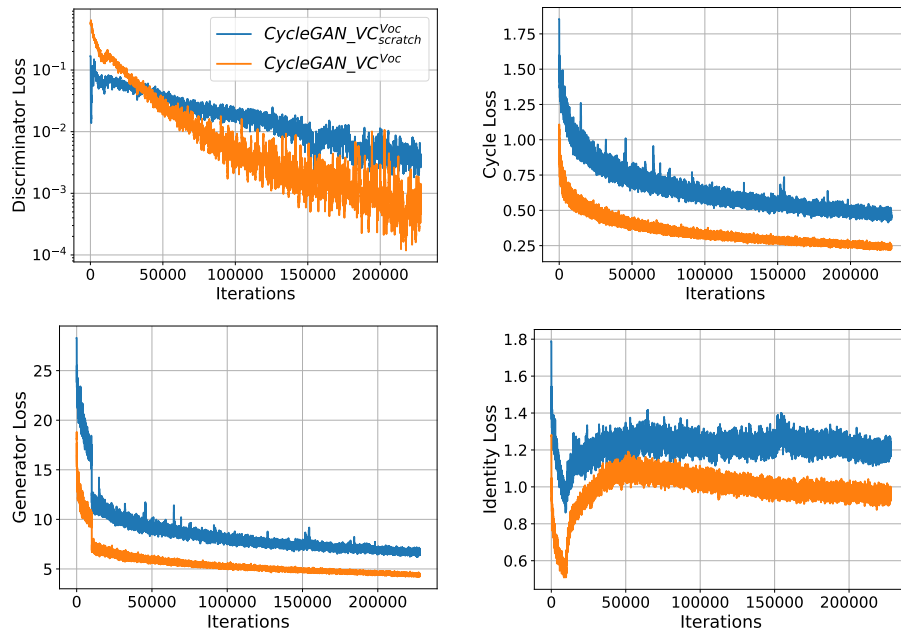 Discriminator Loss
10⁻¹
10⁻²
10⁻³
10⁻⁴
CycleGAN_VC^{Voc}_{scratch}
CycleGAN_VC^{Voc}
0 50000 100000 150000 200000
Iterations
Cycle Loss
1.75
1.50
1.25
1.00
0.75
0.50
0.25
0 50000 100000 150000 200000
Iterations
Generator Loss
25
20
15
10
5
0 50000 100000 150000 200000
Iterations
Identity Loss
1.8
1.6
1.4
1.2
1.0
0.8
0.6
0 50000 100000 150000 200000
Iterations